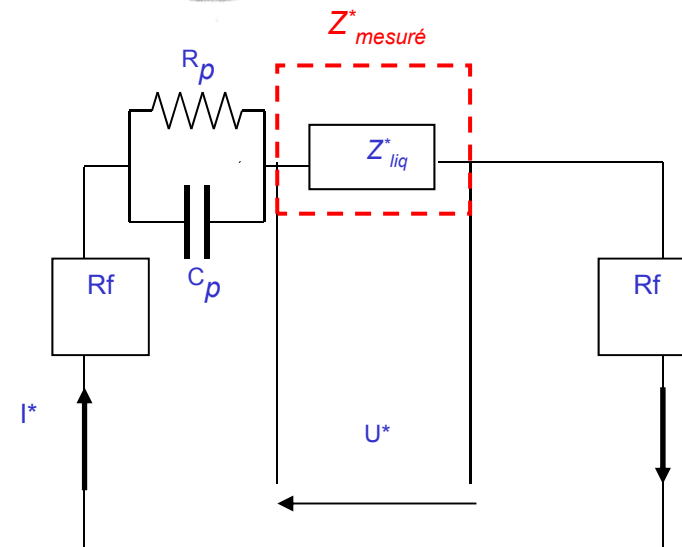 Z*mesuré
Rp
Z*liq
Cp
Rf
Rf
I*
U*